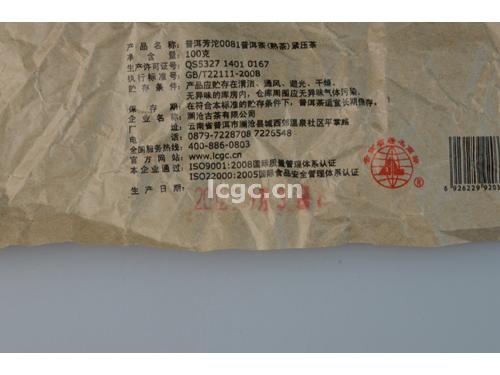 产品名称：普洱芳沱0081普洱茶(熟茶)紧压茶
净含量：100克
生产许可证号：QS5327 1401 0167
执行标准号：GB/T22111-2008
贮存条件：产品应贮存在清洁、通风、避光、干燥、
无异味的库房内，仓库周围应无异味气体污染。
保存期：在符合本标准的贮存条件下，普洱茶适宜长期保存。
企业名称：澜沧古茶有限公司
厂址：云南省普洱市澜沧县城西郊温泉社区平掌路
电话：0879-7228708 7226548
全国服务热线：400-886-0803
官方网站：www.lcgc.cn
ISO9001:2008国际质量管理体系认证
ISO22000:2005国际食品安全管理体系认证
生产日期：
lcgc.cn
®
6 926229 9205